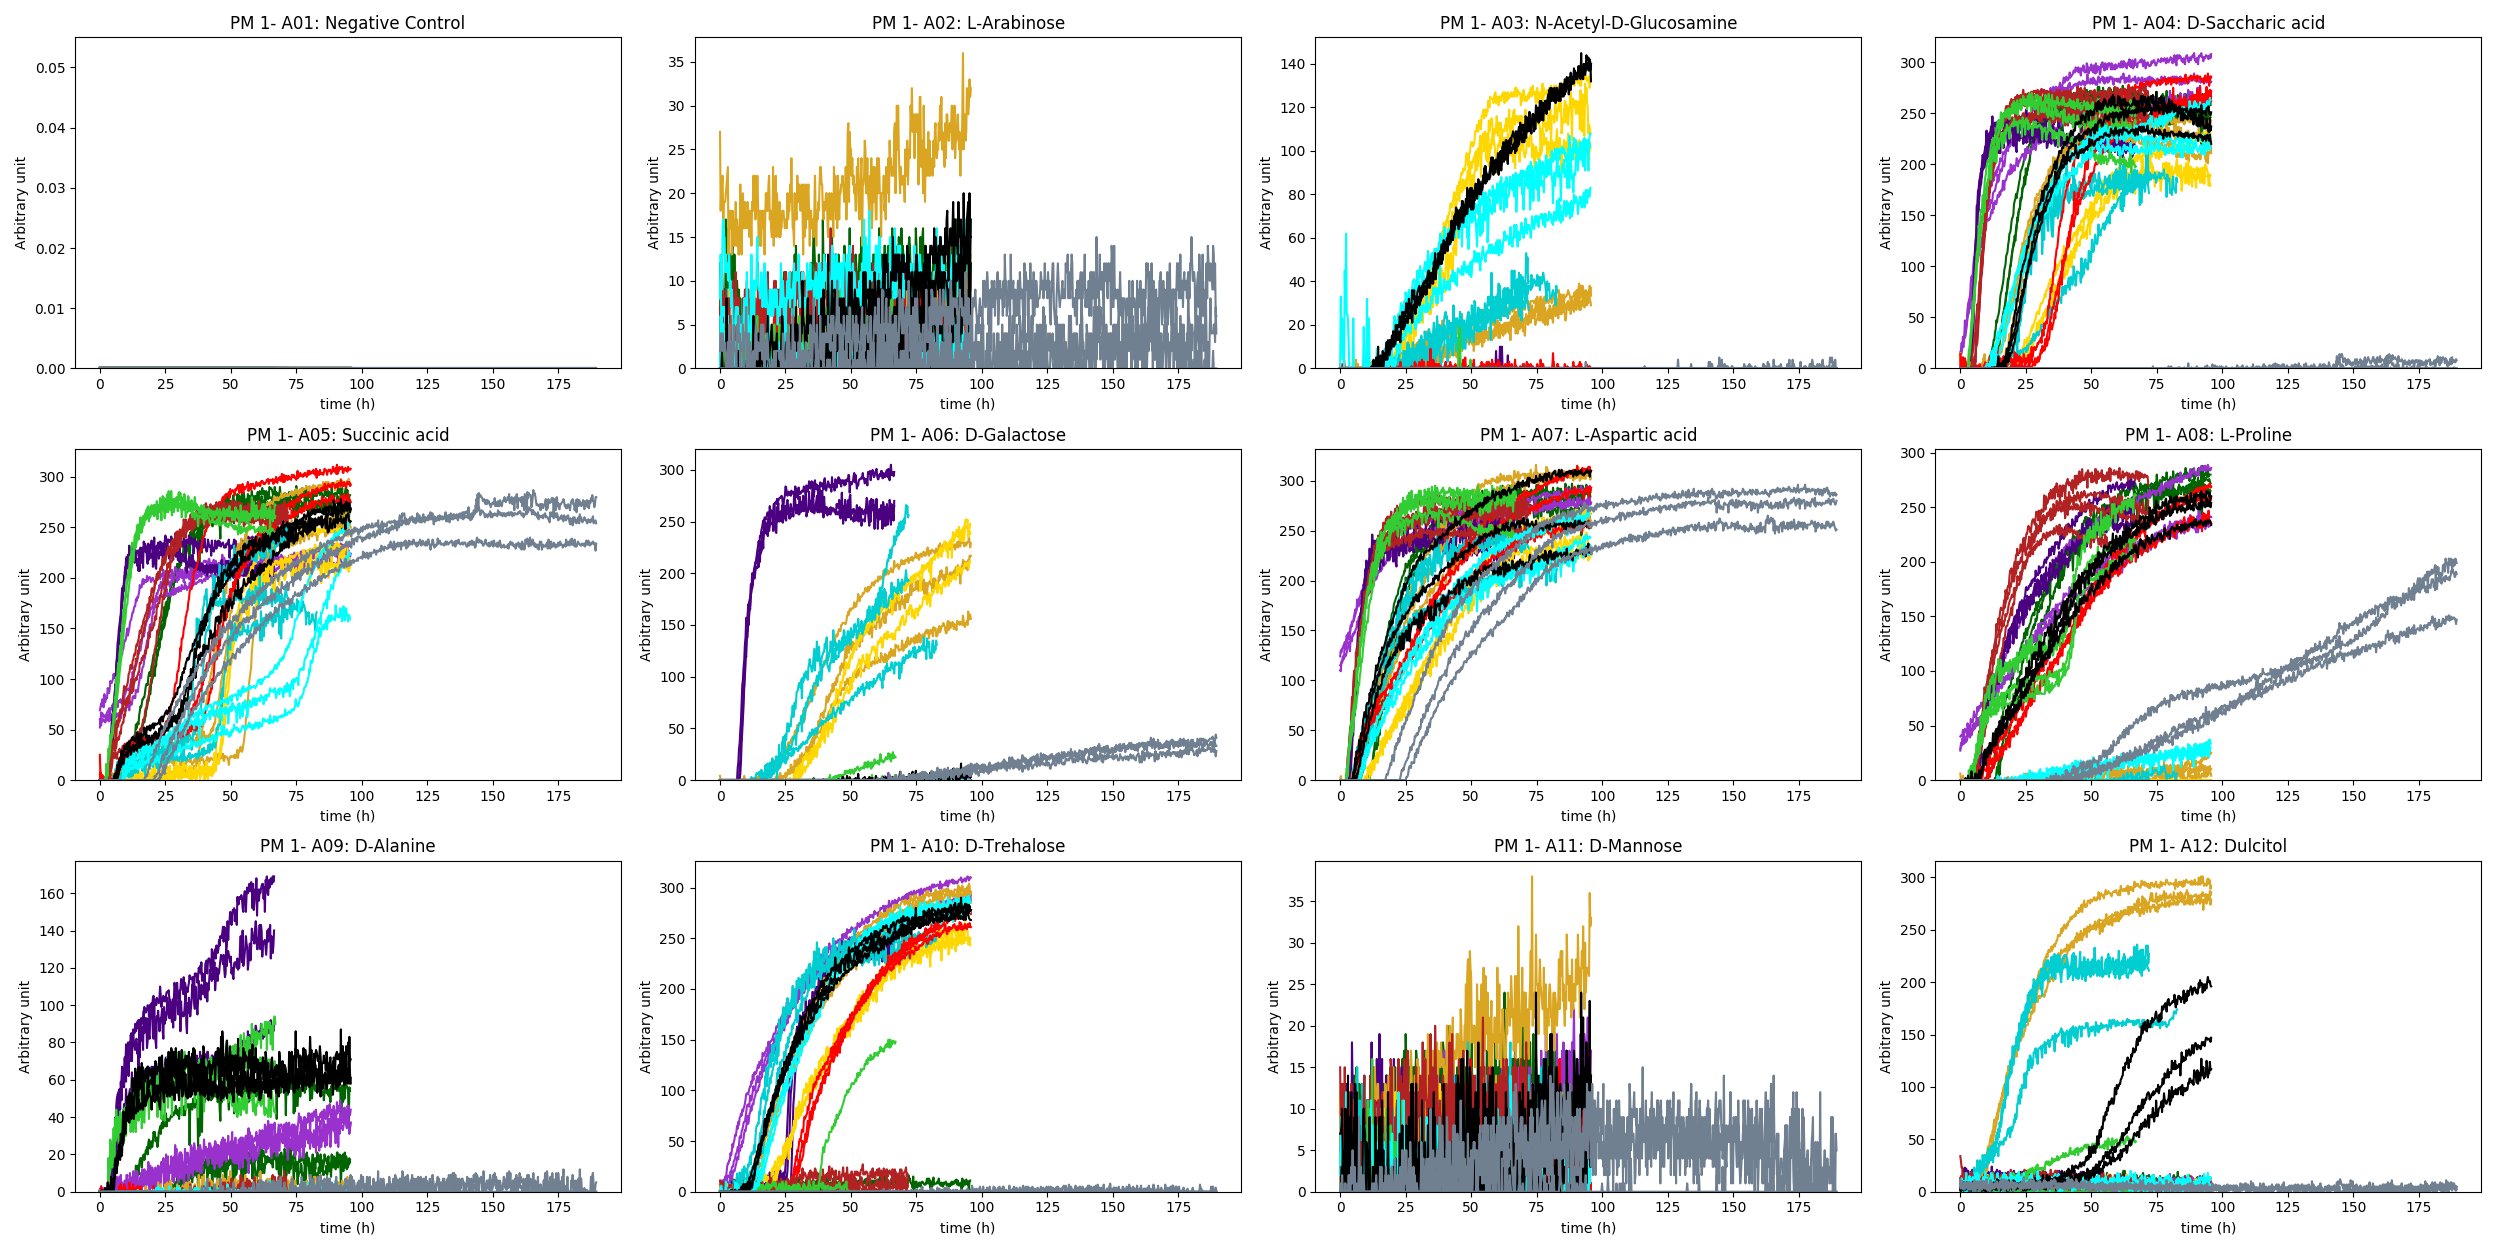 PM 1- A01: Negative Control
0.05
0.04
0.03
0.02
0.01
0.00
Arbitrary unit
0 25 50 75 100 125 150 175
time (h)
PM 1- A02: L-Arabinose
35
30
25
20
15
10
5
0
Arbitrary unit
0 25 50 75 100 125 150 175
time (h)
PM 1- A03: N-Acetyl-D-Glucosamine
140
120
100
80
60
40
20
0
Arbitrary unit
0 25 50 75 100 125 150 175
time (h)
PM 1- A04: D-Saccharic acid
300
250
200
150
100
50
0
Arbitrary unit
0 25 50 75 100 125 150 175
time (h)
PM 1- A05: Succinic acid
300
250
200
150
100
50
0
Arbitrary unit
0 25 50 75 100 125 150 175
time (h)
PM 1- A06: D-Galactose
300
250
200
150
100
50
0
Arbitrary unit
0 25 50 75 100 125 150 175
time (h)
PM 1- A07: L-Aspartic acid
300
250
200
150
100
50
0
Arbitrary unit
0 25 50 75 100 125 150 175
time (h)
PM 1- A08: L-Proline
300
250
200
150
100
50
0
Arbitrary unit
0 25 50 75 100 125 150 175
time (h)
PM 1- A09: D-Alanine
160
140
120
100
80
60
40
20
0
Arbitrary unit
0 25 50 75 100 125 150 175
time (h)
PM 1- A10: D-Trehalose
300
250
200
150
100
50
0
Arbitrary unit
0 25 50 75 100 125 150 175
time (h)
PM 1- A11: D-Mannose
35
30
25
20
15
10
5
0
Arbitrary unit
0 25 50 75 100 125 150 175
time (h)
PM 1- A12: Dulcitol
300
250
200
150
100
50
0
Arbitrary unit
0 25 50 75 100 125 150 175
time (h)